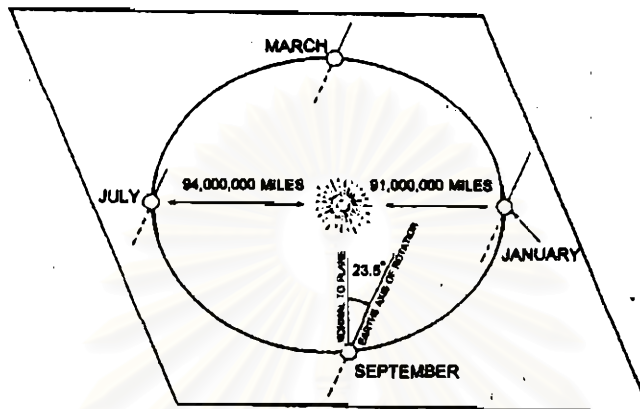 MARCH
94,000,000 MILES
91,000,000 MILES
JULY
JANUARY
23.5°
NORMAL TO PLANE
EARTHS AXIS OF ROTATION
SEPTEMBER